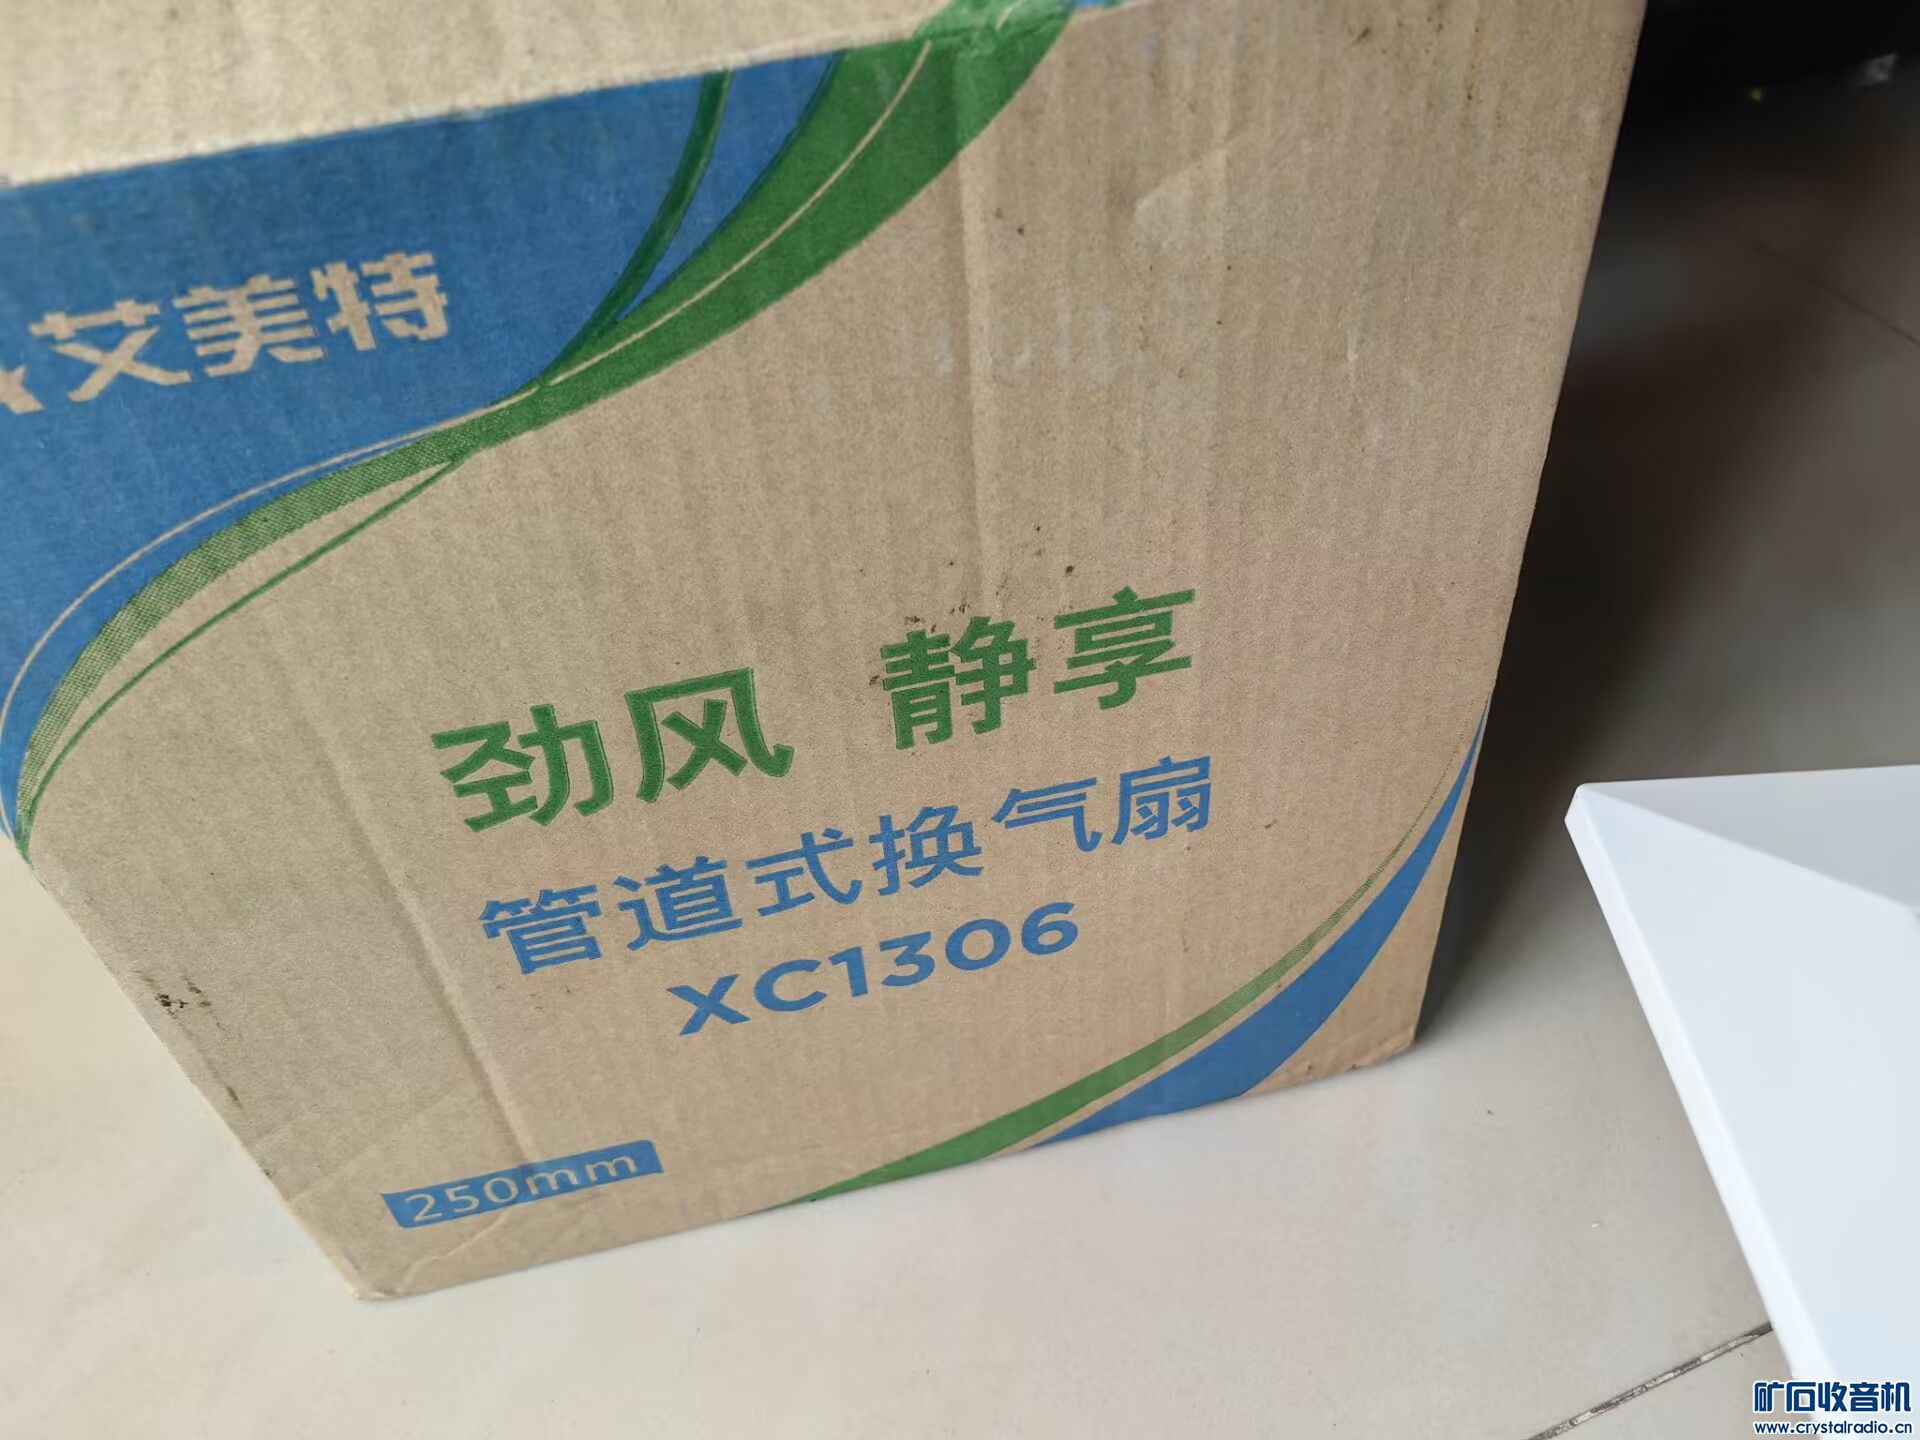 艾美特
劲风 静享
管道式换气扇
XC1306
250mm
矿石收音机
www.crystalradio.cn